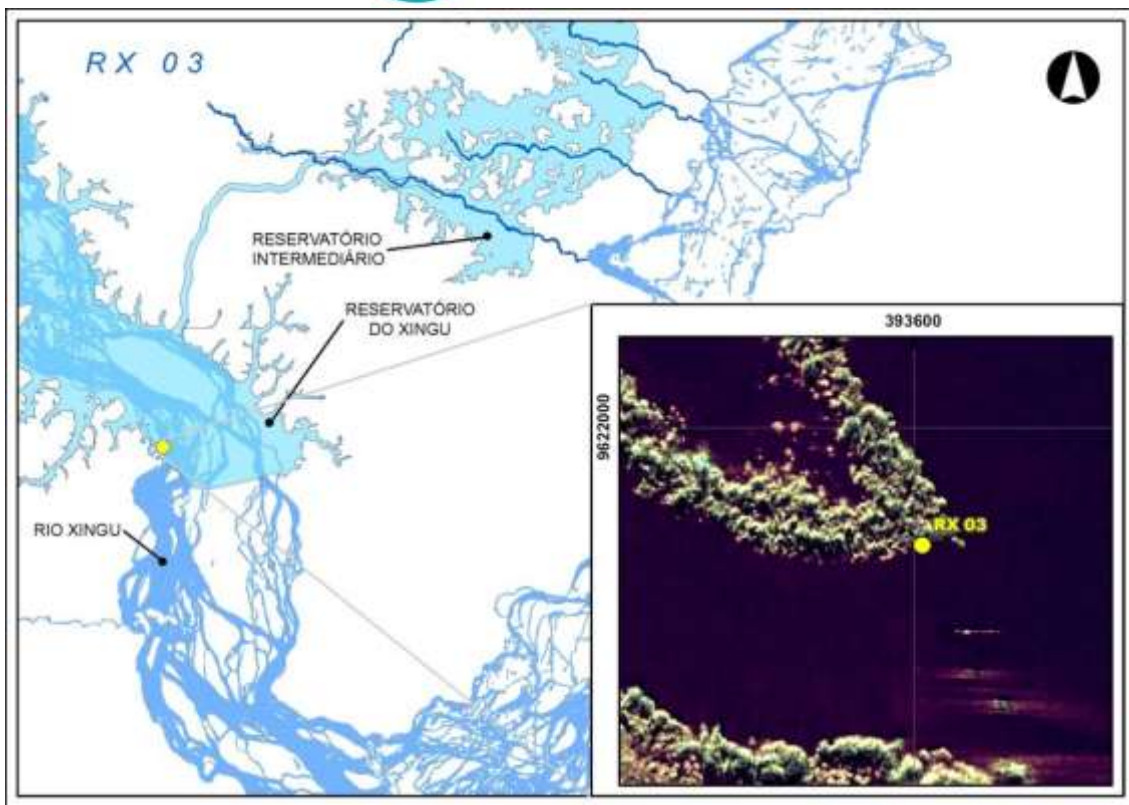 RX 03
RESERVATÓRIO
INTERMEDIÁRIO
RESERVATÓRIO
DO XINGU
RIO XINGU
393600
9622000
RX 03